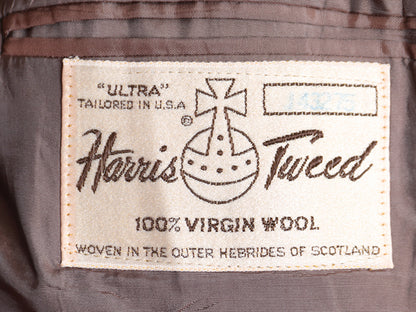 "ULTRA"
TAILORED IN U.S.A
®
Harris Tweed
100% VIRGIN WOOL
WOVEN IN THE OUTER HEBRIDES OF SCOTLAND